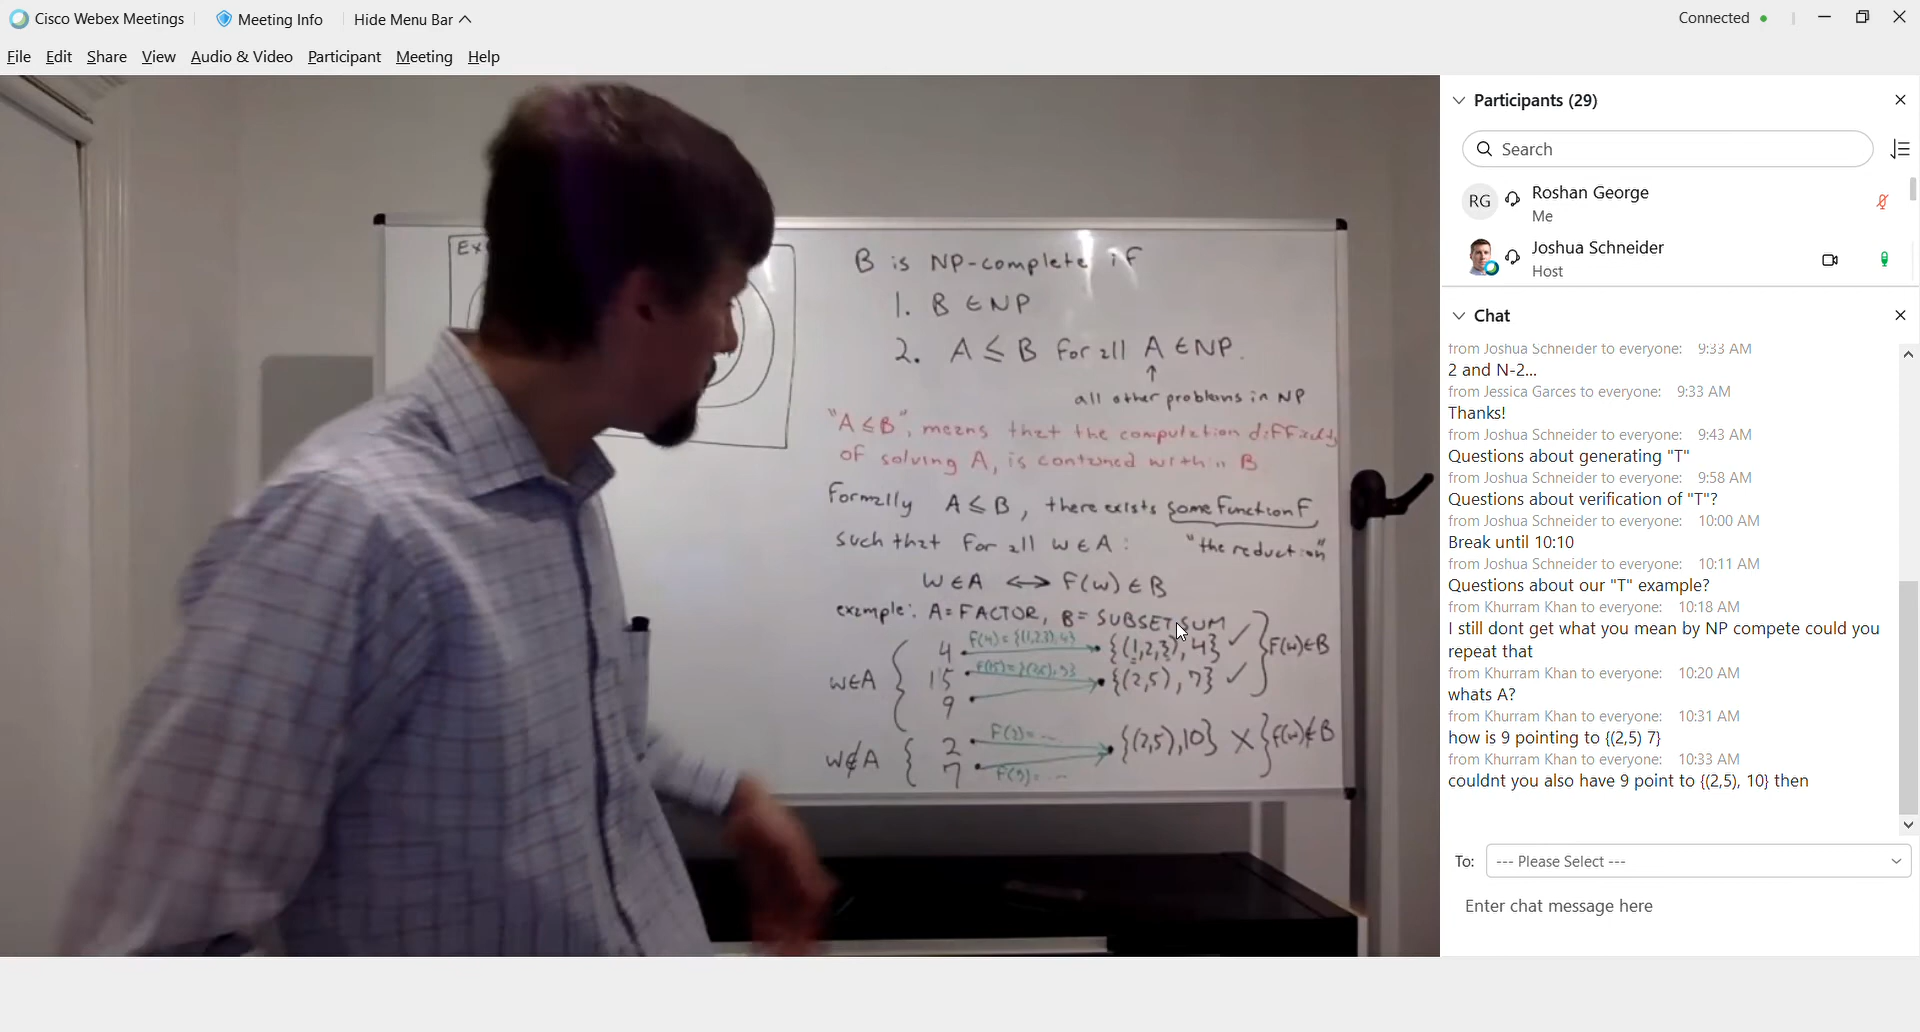 Cisco Webex Meetings
Meeting Info
Hide Menu Bar
Connected
File Edit Share View Audio & Video Participant Meeting Help
Ex
B is NP-complete if
1. B ∈ NP
2. A ≤ B for all A ∈ NP.
↑
all other problems in NP
"A ≤ B", means that the computation difficulty
of solving A, is contained within B
Formally A ≤ B, there exists some function F,
such that for all w ∈ A : "the reduction"
w ∈ A ↔ F(w) ∈ B
example: A = FACTOR, B = SUBSET SUM
F(4) = {(1,2,3),4}
4 {(1,2,3),4} ✓ F(w)∈B
w∈A 15 {(2,5),7} ✓
9
F(2)= ...
2 {(2,5),10} X F(w)∉B
w∉A
7
Participants (29)
Search
RG
Roshan George
Me
Joshua Schneider
Host
Chat
from Joshua Schneider to everyone: 9:33 AM
2 and N-2...
from Jessica Garces to everyone: 9:33 AM
Thanks!
from Joshua Schneider to everyone: 9:43 AM
Questions about generating "T"
from Joshua Schneider to everyone: 9:58 AM
Questions about verification of "T"?
from Joshua Schneider to everyone: 10:00 AM
Break until 10:10
from Joshua Schneider to everyone: 10:11 AM
Questions about our "T" example?
from Khurram Khan to everyone: 10:18 AM
I still dont get what you mean by NP compete could you
repeat that
from Khurram Khan to everyone: 10:20 AM
whats A?
from Khurram Khan to everyone: 10:31 AM
how is 9 pointing to {(2,5) 7}
from Khurram Khan to everyone: 10:33 AM
couldnt you also have 9 point to {(2,5), 10} then
To:
--- Please Select ---
Enter chat message here